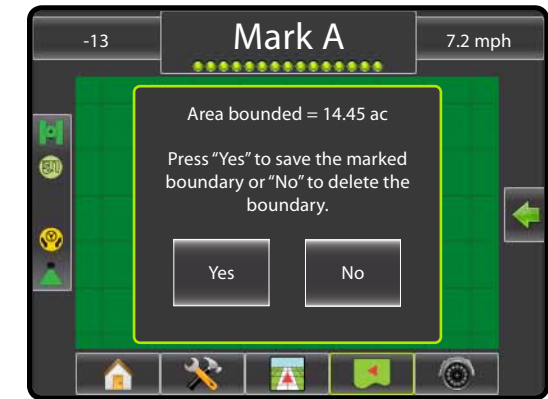 -13
Mark A
7.2 mph
Area bounded = 14.45 ac
Press “Yes” to save the marked
boundary or “No” to delete the
boundary.
Yes
No